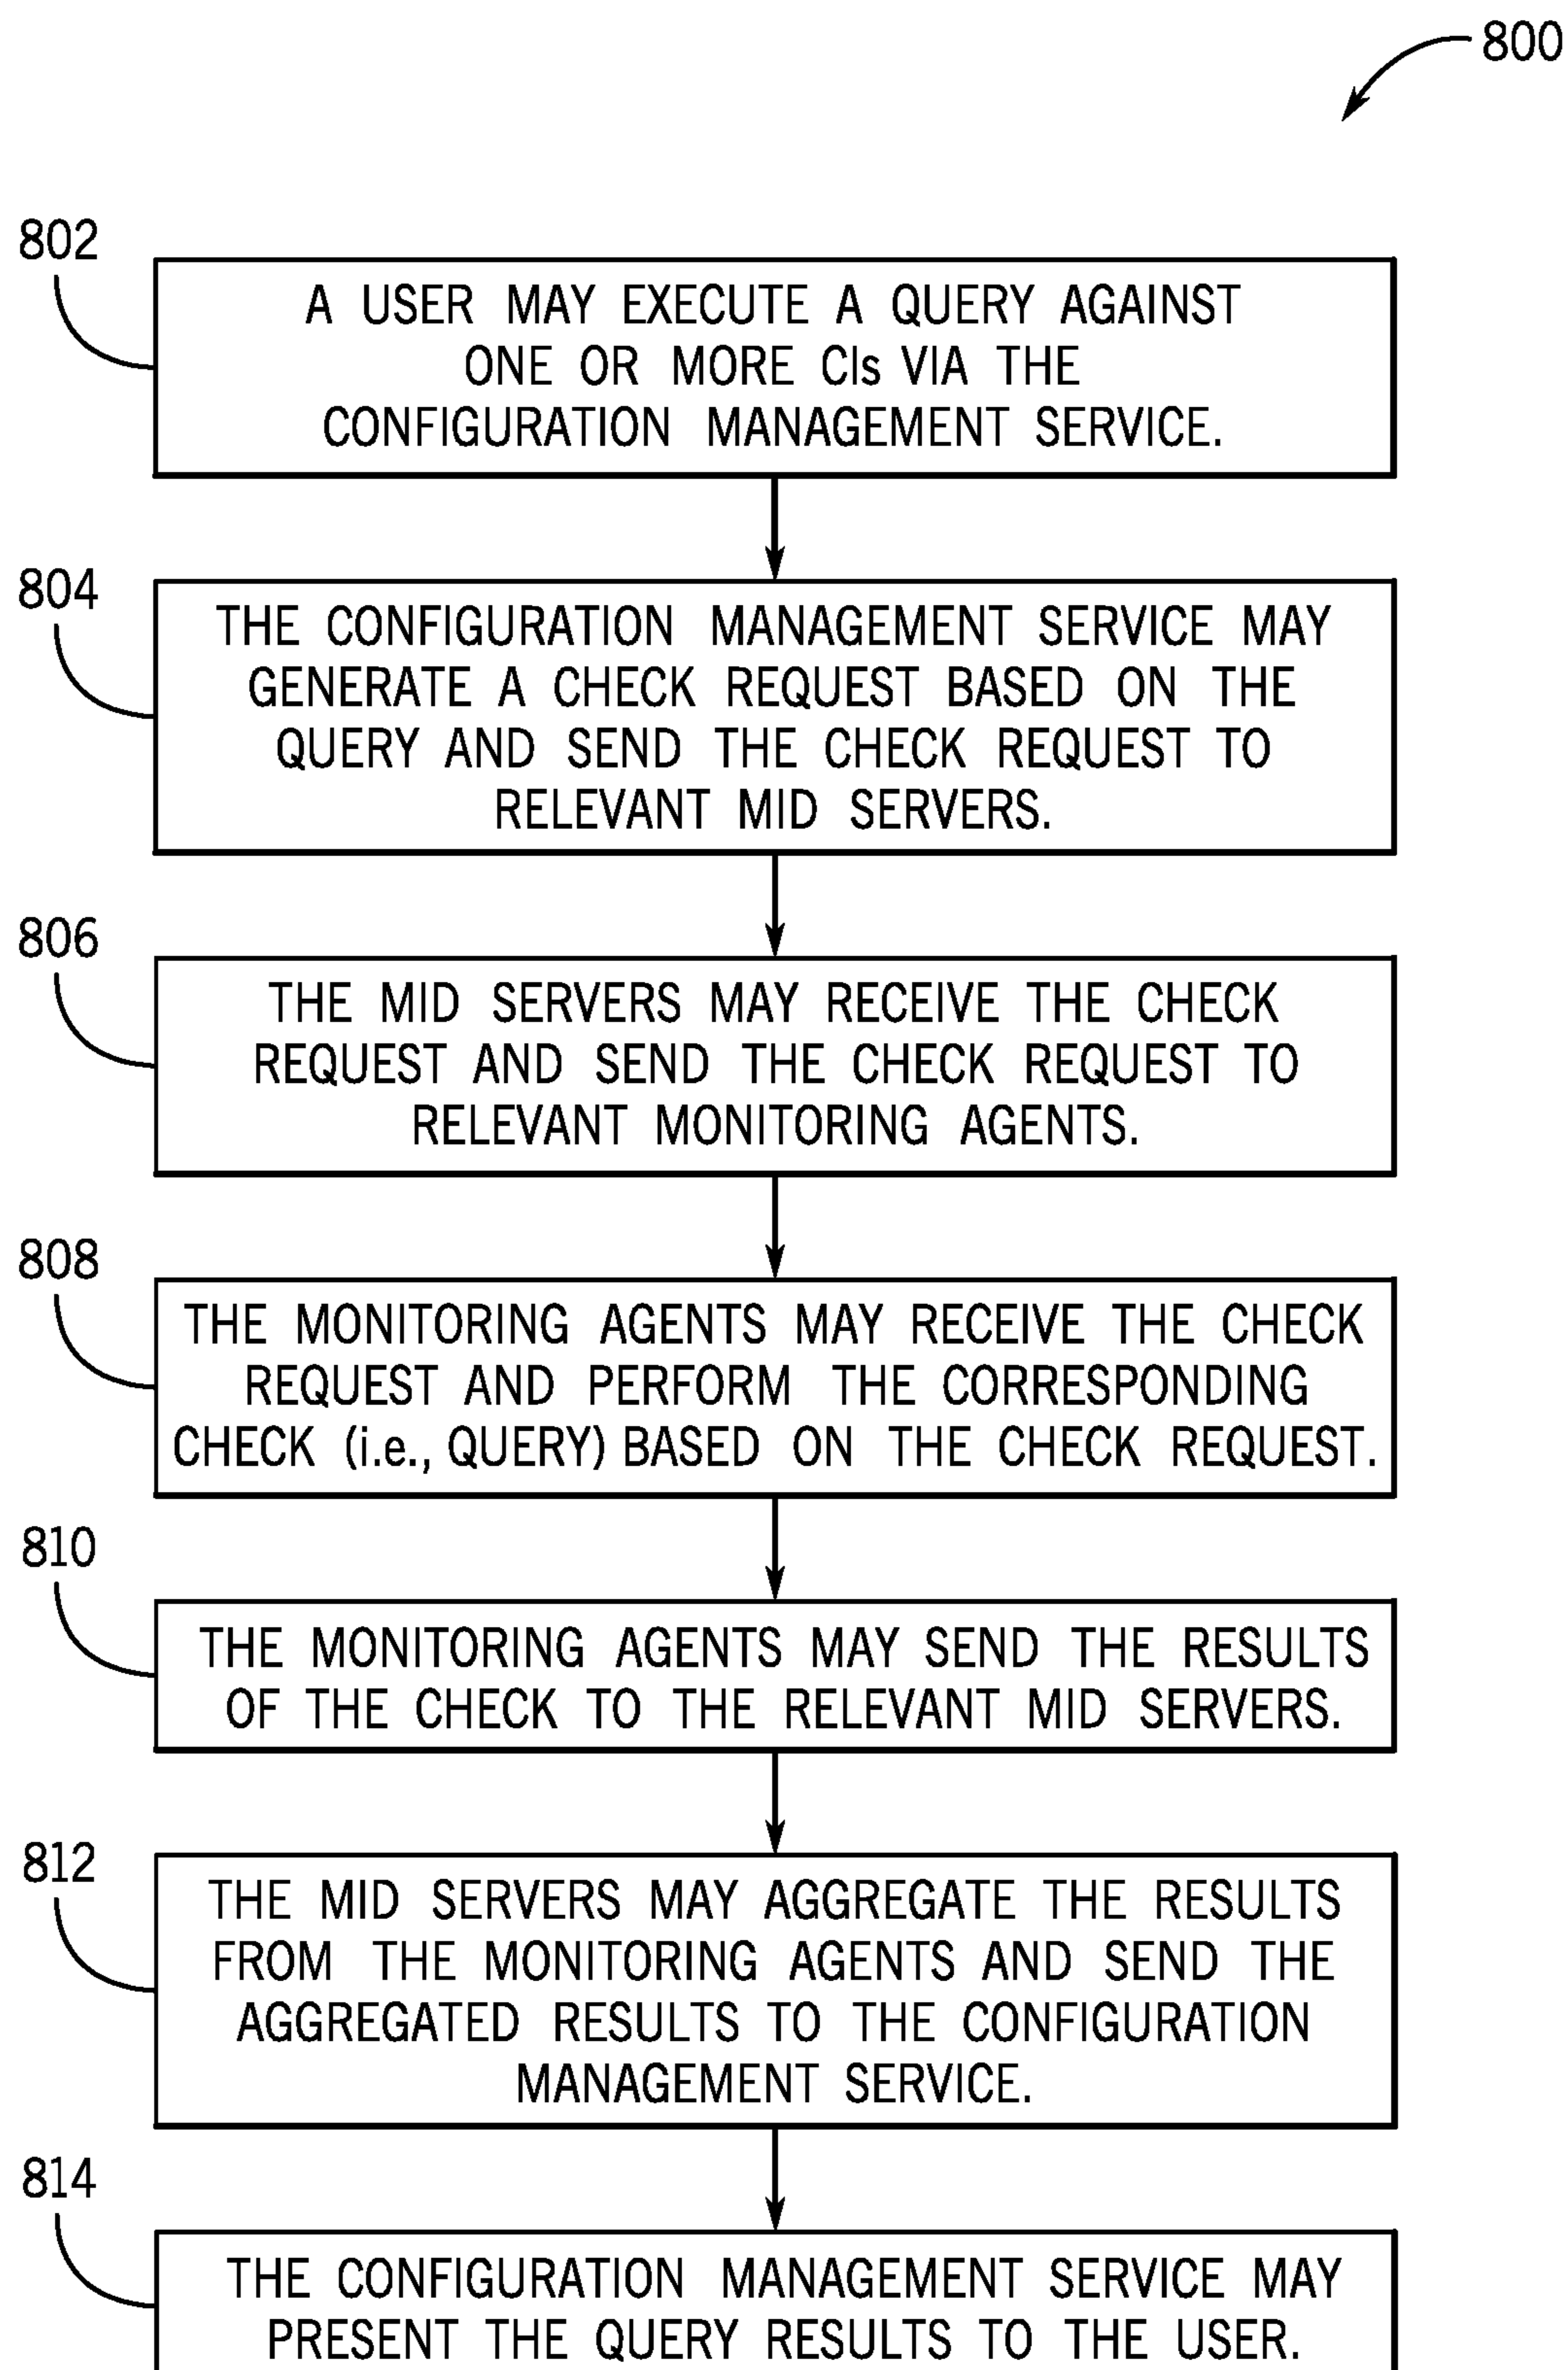 800
802
A USER MAY EXECUTE A QUERY AGAINST
ONE OR MORE CIs VIA THE
CONFIGURATION MANAGEMENT SERVICE.
804
THE CONFIGURATION MANAGEMENT SERVICE MAY
GENERATE A CHECK REQUEST BASED ON THE
QUERY AND SEND THE CHECK REQUEST TO
RELEVANT MID SERVERS.
806
THE MID SERVERS MAY RECEIVE THE CHECK
REQUEST AND SEND THE CHECK REQUEST TO
RELEVANT MONITORING AGENTS.
808
THE MONITORING AGENTS MAY RECEIVE THE CHECK
REQUEST AND PERFORM THE CORRESPONDING
CHECK (i.e., QUERY) BASED ON THE CHECK REQUEST.
810
THE MONITORING AGENTS MAY SEND THE RESULTS
OF THE CHECK TO THE RELEVANT MID SERVERS.
812
THE MID SERVERS MAY AGGREGATE THE RESULTS
FROM THE MONITORING AGENTS AND SEND THE
AGGREGATED RESULTS TO THE CONFIGURATION
MANAGEMENT SERVICE.
814
THE CONFIGURATION MANAGEMENT SERVICE MAY
PRESENT THE QUERY RESULTS TO THE USER.